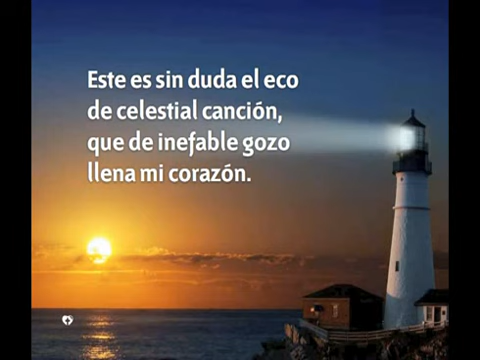 Este es sin duda el eco
de celestial canción,
que de inefable gozo
llena mi corazón.